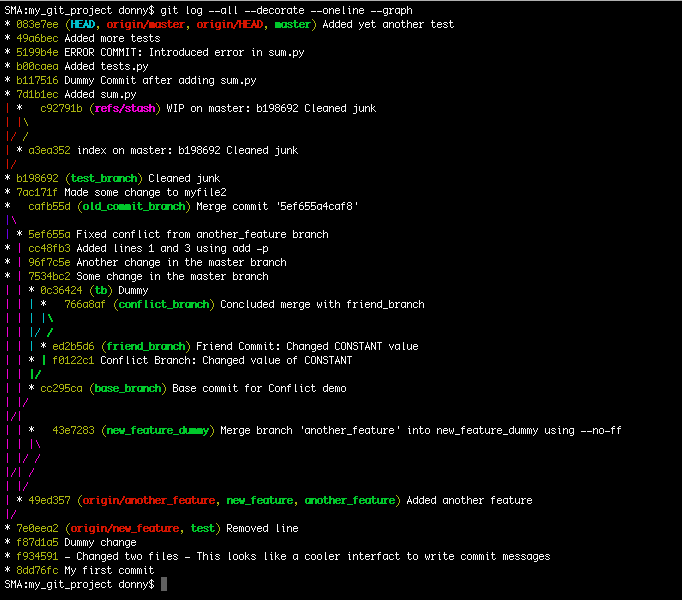 SMA:my_git_project donny$ git log --all --decorate --oneline --graph
* 083e7ee (HEAD, origin/master, origin/HEAD, master) Added yet another test
* 49a6bec Added more tests
* 5199b4e ERROR COMMIT: Introduced error in sum.py
* b00caea Added tests.py
* b117516 Dummy Commit after adding sum.py
* 7d1b1ec Added sum.py
| *   c92791b (refs/stash) WIP on master: b198692 Cleaned junk
| |\
|/ /
| * a3ea352 index on master: b198692 Cleaned junk
|/
* b198692 (test_branch) Cleaned junk
* 7ac171f Made some change to myfile2
*   cafb55d (old_commit_branch) Merge commit '5ef655a4caf8'
|\
| * 5ef655a Fixed conflict from another_feature branch
* | cc48fb3 Added lines 1 and 3 using add -p
* | 96f7c5e Another change in the master branch
* | 7534bc2 Some change in the master branch
| | * 0c36424 (tb) Dummy
| | | *   766a8af (conflict_branch) Concluded merge with friend_branch
| | | |\
| | |/ /
| | | * ed2b5d6 (friend_branch) Friend Commit: Changed CONSTANT value
| | * | f0122c1 Conflict Branch: Changed value of CONSTANT
| | |/
| | * cc295ca (base_branch) Base commit for Conflict demo
| |/
|/|
| | *   43e7283 (new_feature_dummy) Merge branch 'another_feature' into new_feature_dummy using --no-ff
| | |\
| |/ /
|/| /
| |/
| * 49ed357 (origin/another_feature, new_feature, another_feature) Added another feature
|/
* 7e0eea2 (origin/new_feature, test) Removed line
* f87d1a5 Dummy change
* f934591 - Changed two files - This looks like a cooler interfact to write commit messages
* 8dd76fc My first commit
SMA:my_git_project donny$